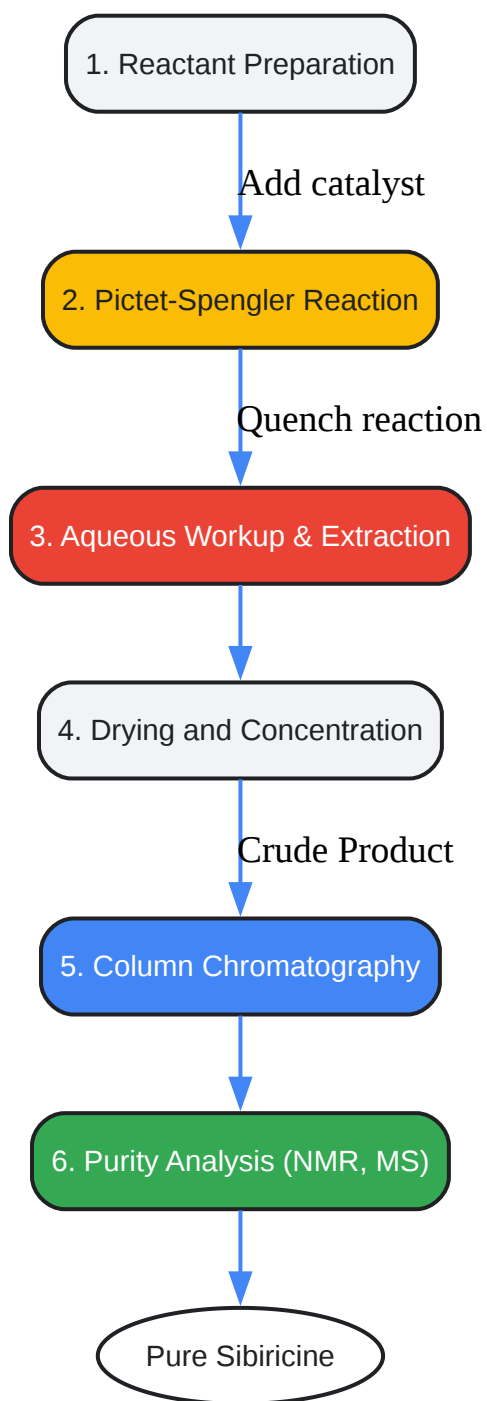 1. Reactant Preparation
Add catalyst
2. Pictet-Spengler Reaction
Quench reaction
3. Aqueous Workup & Extraction
4. Drying and Concentration
Crude Product
5. Column Chromatography
6. Purity Analysis (NMR, MS)
Pure Sibiricine